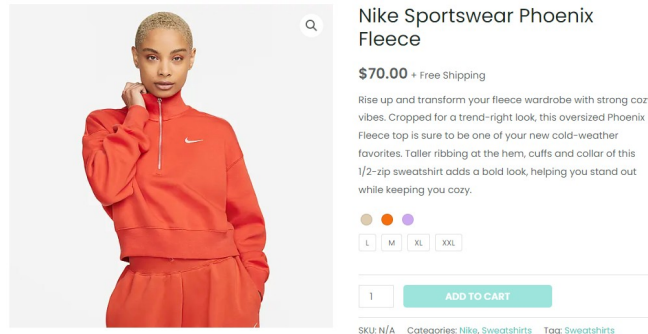 Nike Sportswear Phoenix
Fleece
$70.00 + Free Shipping
Rise up and transform your fleece wardrobe with strong coz
vibes. Cropped for a trend-right look, this oversized Phoenix
Fleece top is sure to be one of your new cold-weather
favorites. Taller ribbing at the hem, cuffs and collar of this
1/2-zip sweatshirt adds a bold look, helping you stand out
while keeping you cozy.
L M XL XXL
1 ADD TO CART
SKU: N/A Categories: Nike, Sweatshirts Tag: Sweatshirts